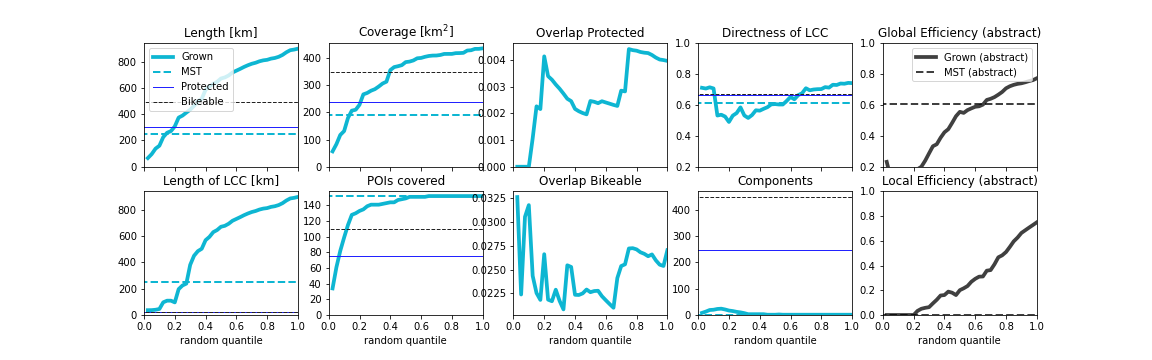 Length [km]
Coverage [km²]
Overlap Protected
Directness of LCC
Global Efficiency (abstract)
800
600
400
200
0
Grown
MST
Protected
Bikeable
400
300
200
100
0
0.004
0.003
0.002
0.001
0.000
1.0
0.8
0.6
0.4
0.2
1.0
0.8
0.6
0.4
0.2
Grown (abstract)
MST (abstract)
Length of LCC [km]
POIs covered
Overlap Bikeable
Components
Local Efficiency (abstract)
800
600
400
200
0
140
120
100
80
60
40
20
0
0.0325
0.0300
0.0275
0.0250
0.0225
400
300
200
100
0
1.0
0.8
0.6
0.4
0.2
0.0
0.0 0.2 0.4 0.6 0.8 1.0
0.0 0.2 0.4 0.6 0.8 1.0
0.0 0.2 0.4 0.6 0.8 1.0
0.0 0.2 0.4 0.6 0.8 1.0
0.0 0.2 0.4 0.6 0.8 1.0
random quantile
random quantile
random quantile
random quantile
random quantile